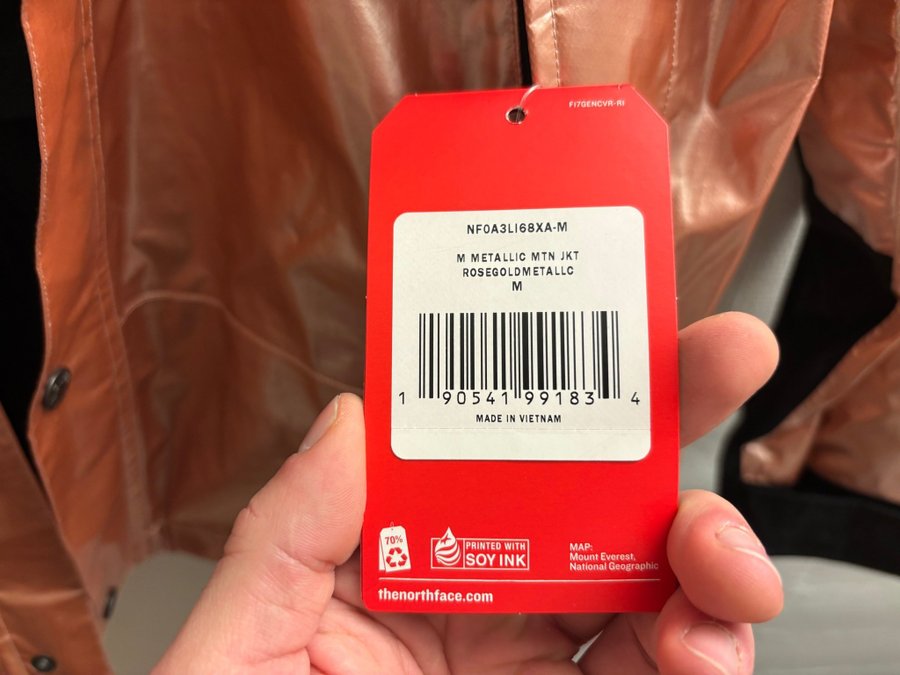 F17GENCVR-RI
NF0A3LI68XA-M
M METALLIC MTN JKT
ROSEGOLDMETALLC
M
1 90541 99183 4
MADE IN VIETNAM
70%
PRINTED WITH
SOY INK
MAP:
Mount Everest,
National Geographic
thenorthface.com